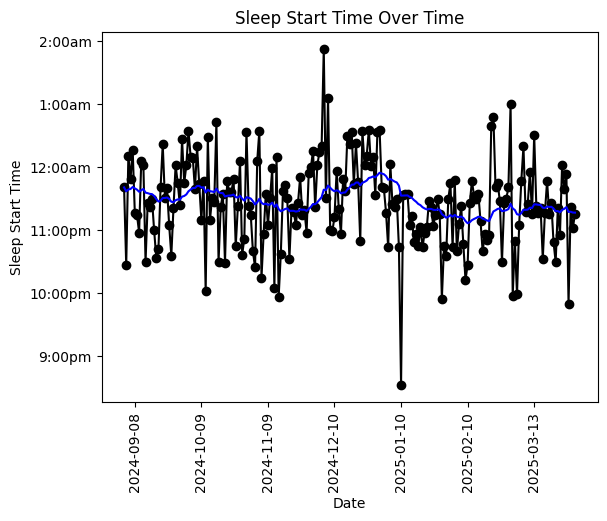 Sleep Start Time Over Time
2:00am
1:00am
12:00am
11:00pm
10:00pm
9:00pm
Sleep Start Time
2024-09-08
2024-10-09
2024-11-09
2024-12-10
2025-01-10
2025-02-10
2025-03-13
Date